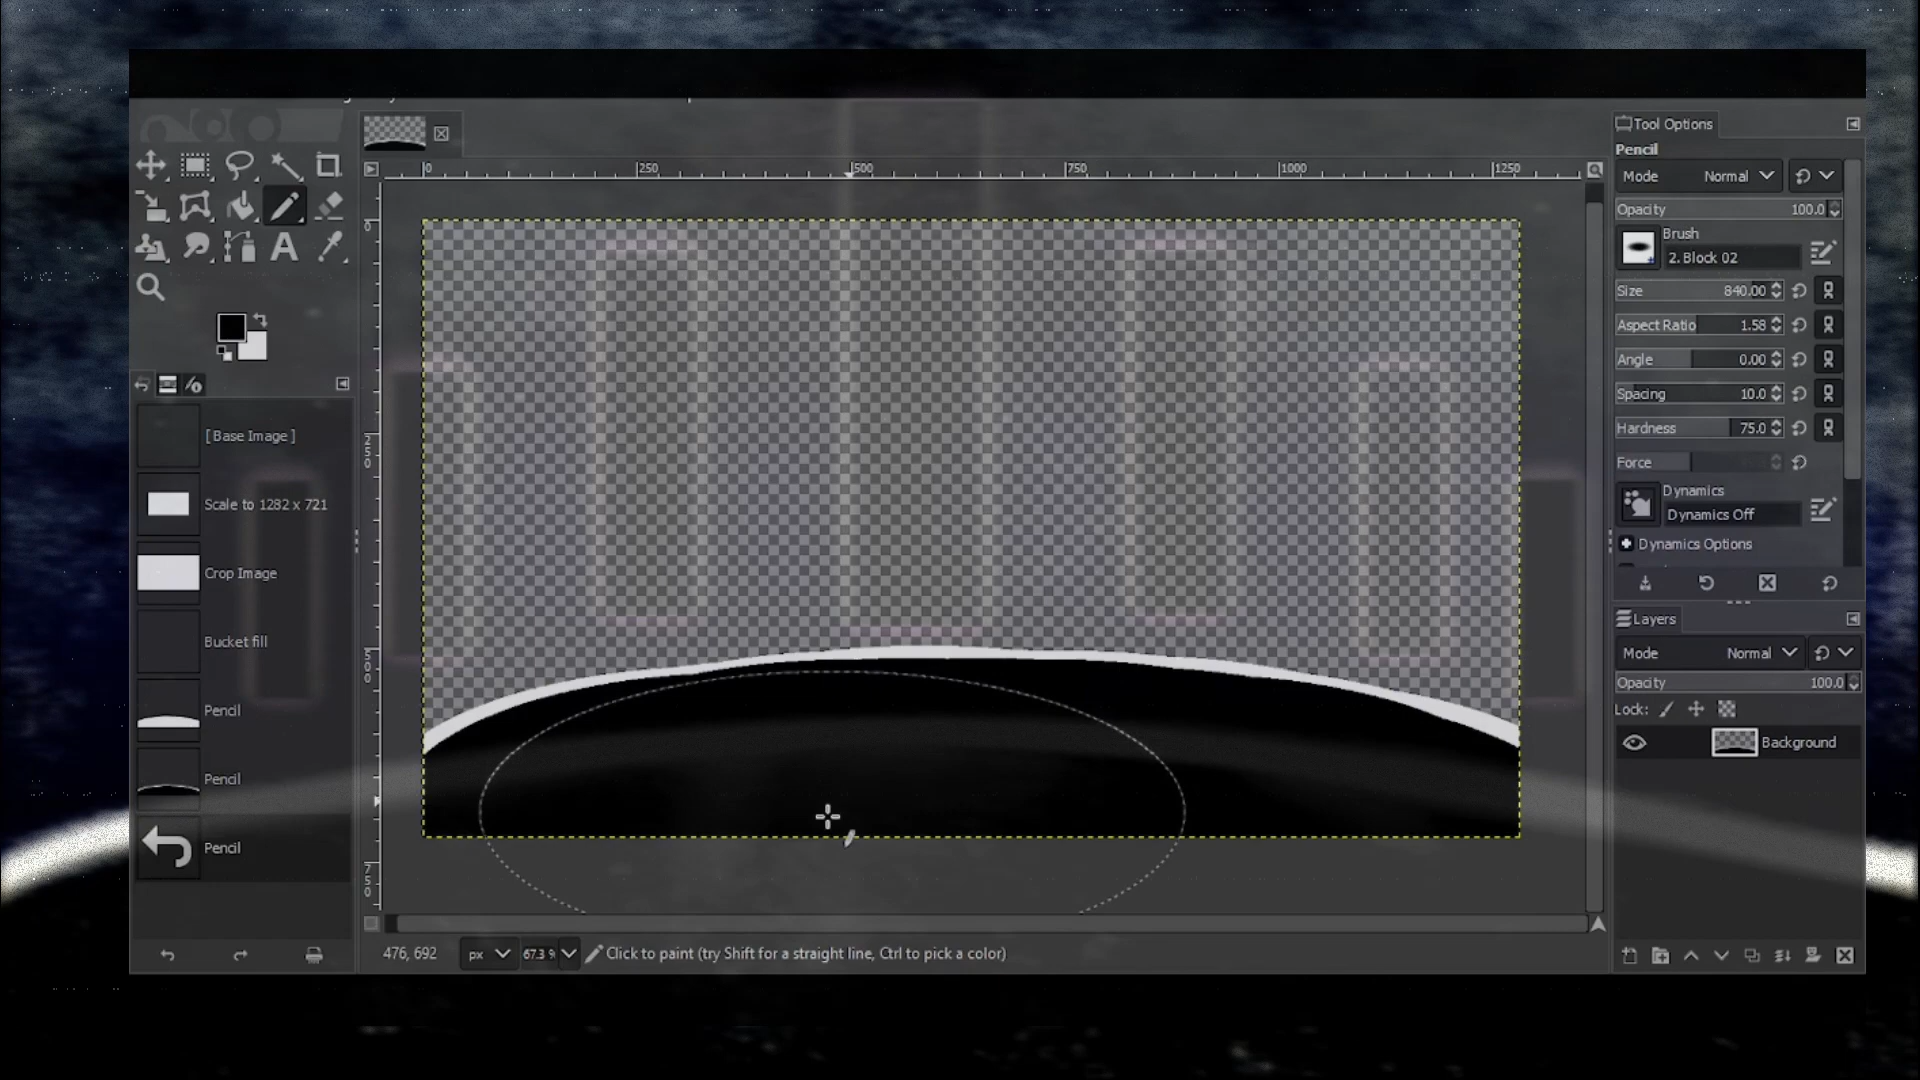 Tool Options
Pencil
Mode Normal
Opacity 100.0
Brush
2. Block 02
Size 840.00
Aspect Ratio 1.58
Angle 0.00
Spacing 10.0
Hardness 75.0
Force
Dynamics
Dynamics Off
Dynamics Options
Layers
Mode Normal
Opacity 100.0
Lock:
Background
0 250 500 750 1000 1250
0
250
500
750
[ Base Image ]
Scale to 1282 x 721
Crop Image
Bucket fill
Pencil
Pencil
Pencil
476, 692 px 67.3 % Click to paint (try Shift for a straight line, Ctrl to pick a color)